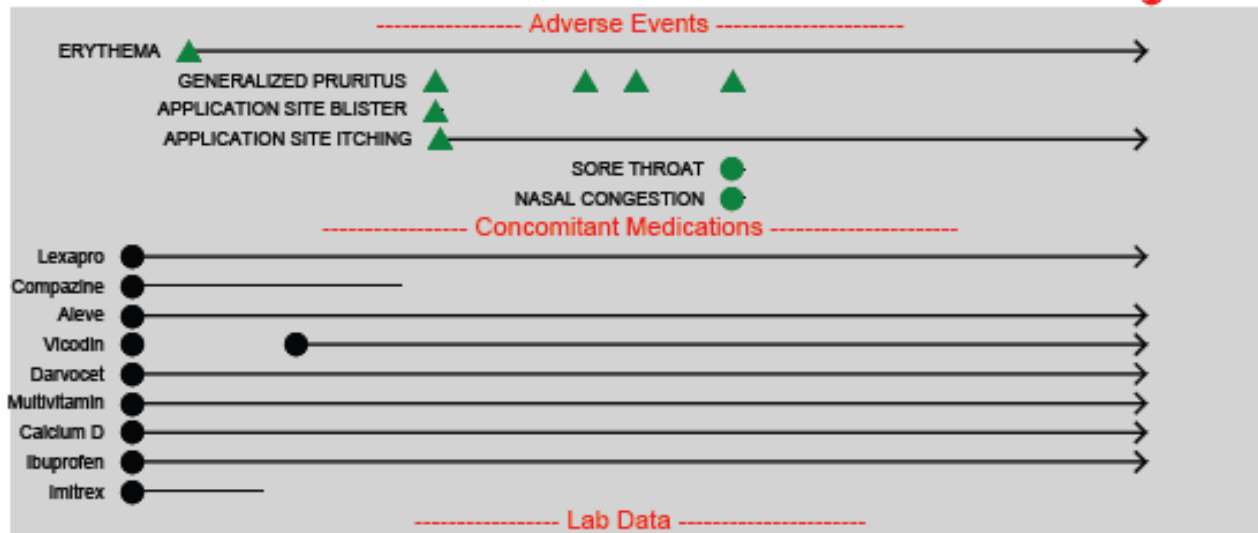 ----------------- Adverse Events ----------------------
ERYTHEMA
GENERALIZED PRURITUS
APPLICATION SITE BLISTER
APPLICATION SITE ITCHING
SORE THROAT
NASAL CONGESTION
----------------- Concomitant Medications ----------------------
Lexapro
Compazine
Aleve
Vicodin
Darvocet
Multivitamin
Calcium D
Ibuprofen
Imitrex
----------------- Lab Data ----------------------